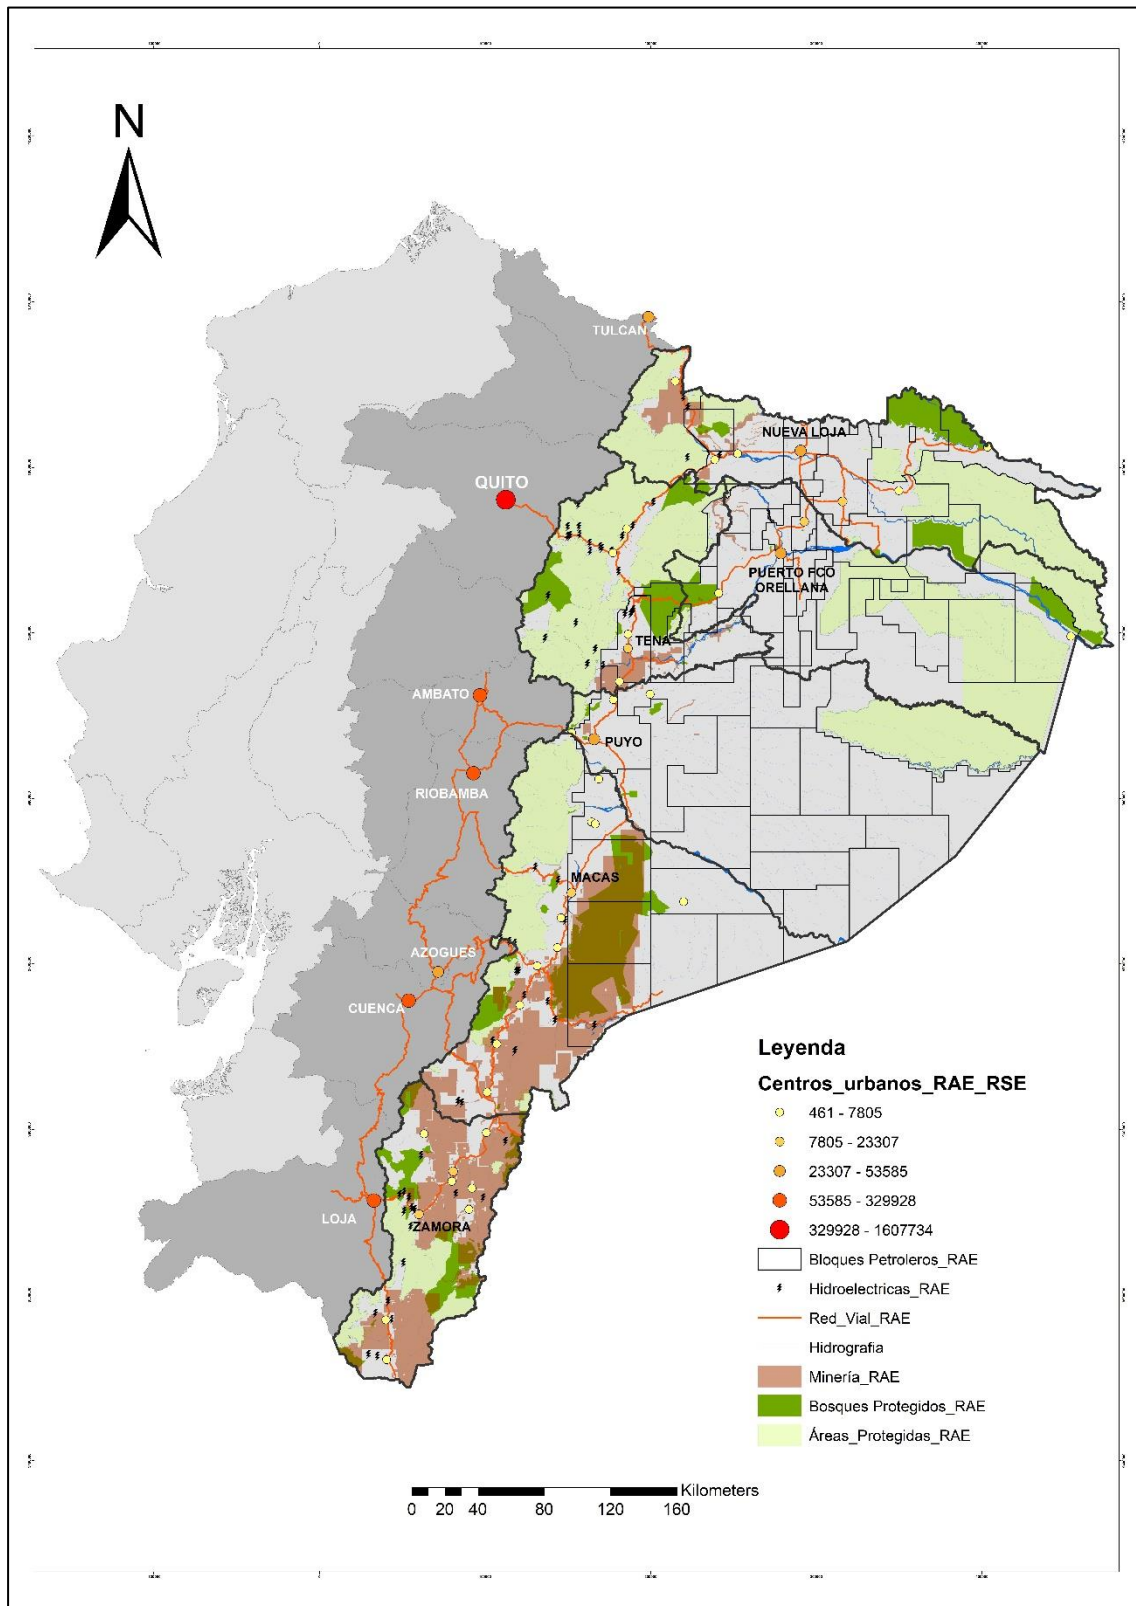 N
TULCAN
NUEVA LOJA
QUITO
PUERTO FCO
ORELLANA
TENA
AMBATO
PUYO
RIOBAMBA
MACAS
AZOGUES
CUENCA
LOJA
ZAMORA
Leyenda
Centros_urbanos_RAE_RSE
461 - 7805
7805 - 23307
23307 - 53585
53585 - 329928
329928 - 1607734
Bloques Petroleros_RAE
Hidroelectricas_RAE
Red_Vial_RAE
Hidrografia
Minería_RAE
Bosques Protegidos_RAE
Áreas_Protegidas_RAE
Kilometers
0 20 40 80 120 160